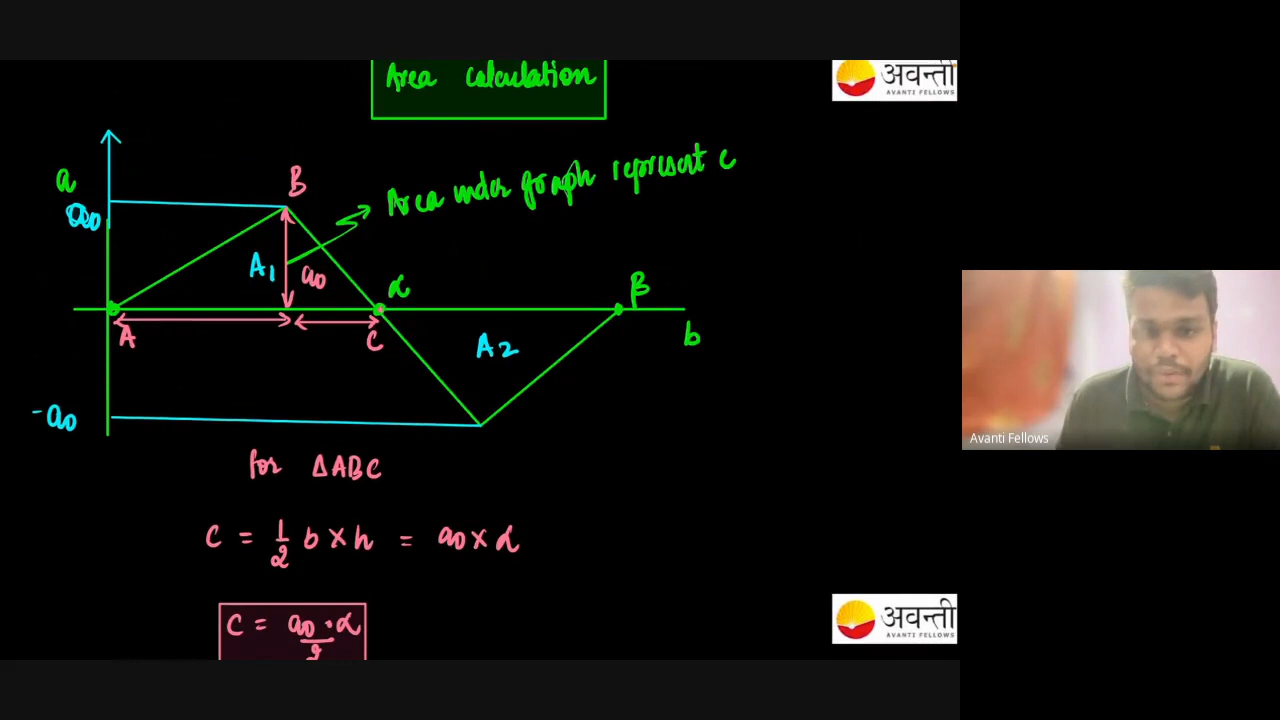 Area calculation
अवन्ती
AVANTI FELLOWS
a
B
Area under graph represent c
a0
A1
a0
α
β
A
C
A2
b
-a0
for ΔABC
C = 1/2 b × h = a0 × α
C = a0 · α / 2
अवन्ती
AVANTI FELLOWS
Avanti Fellows